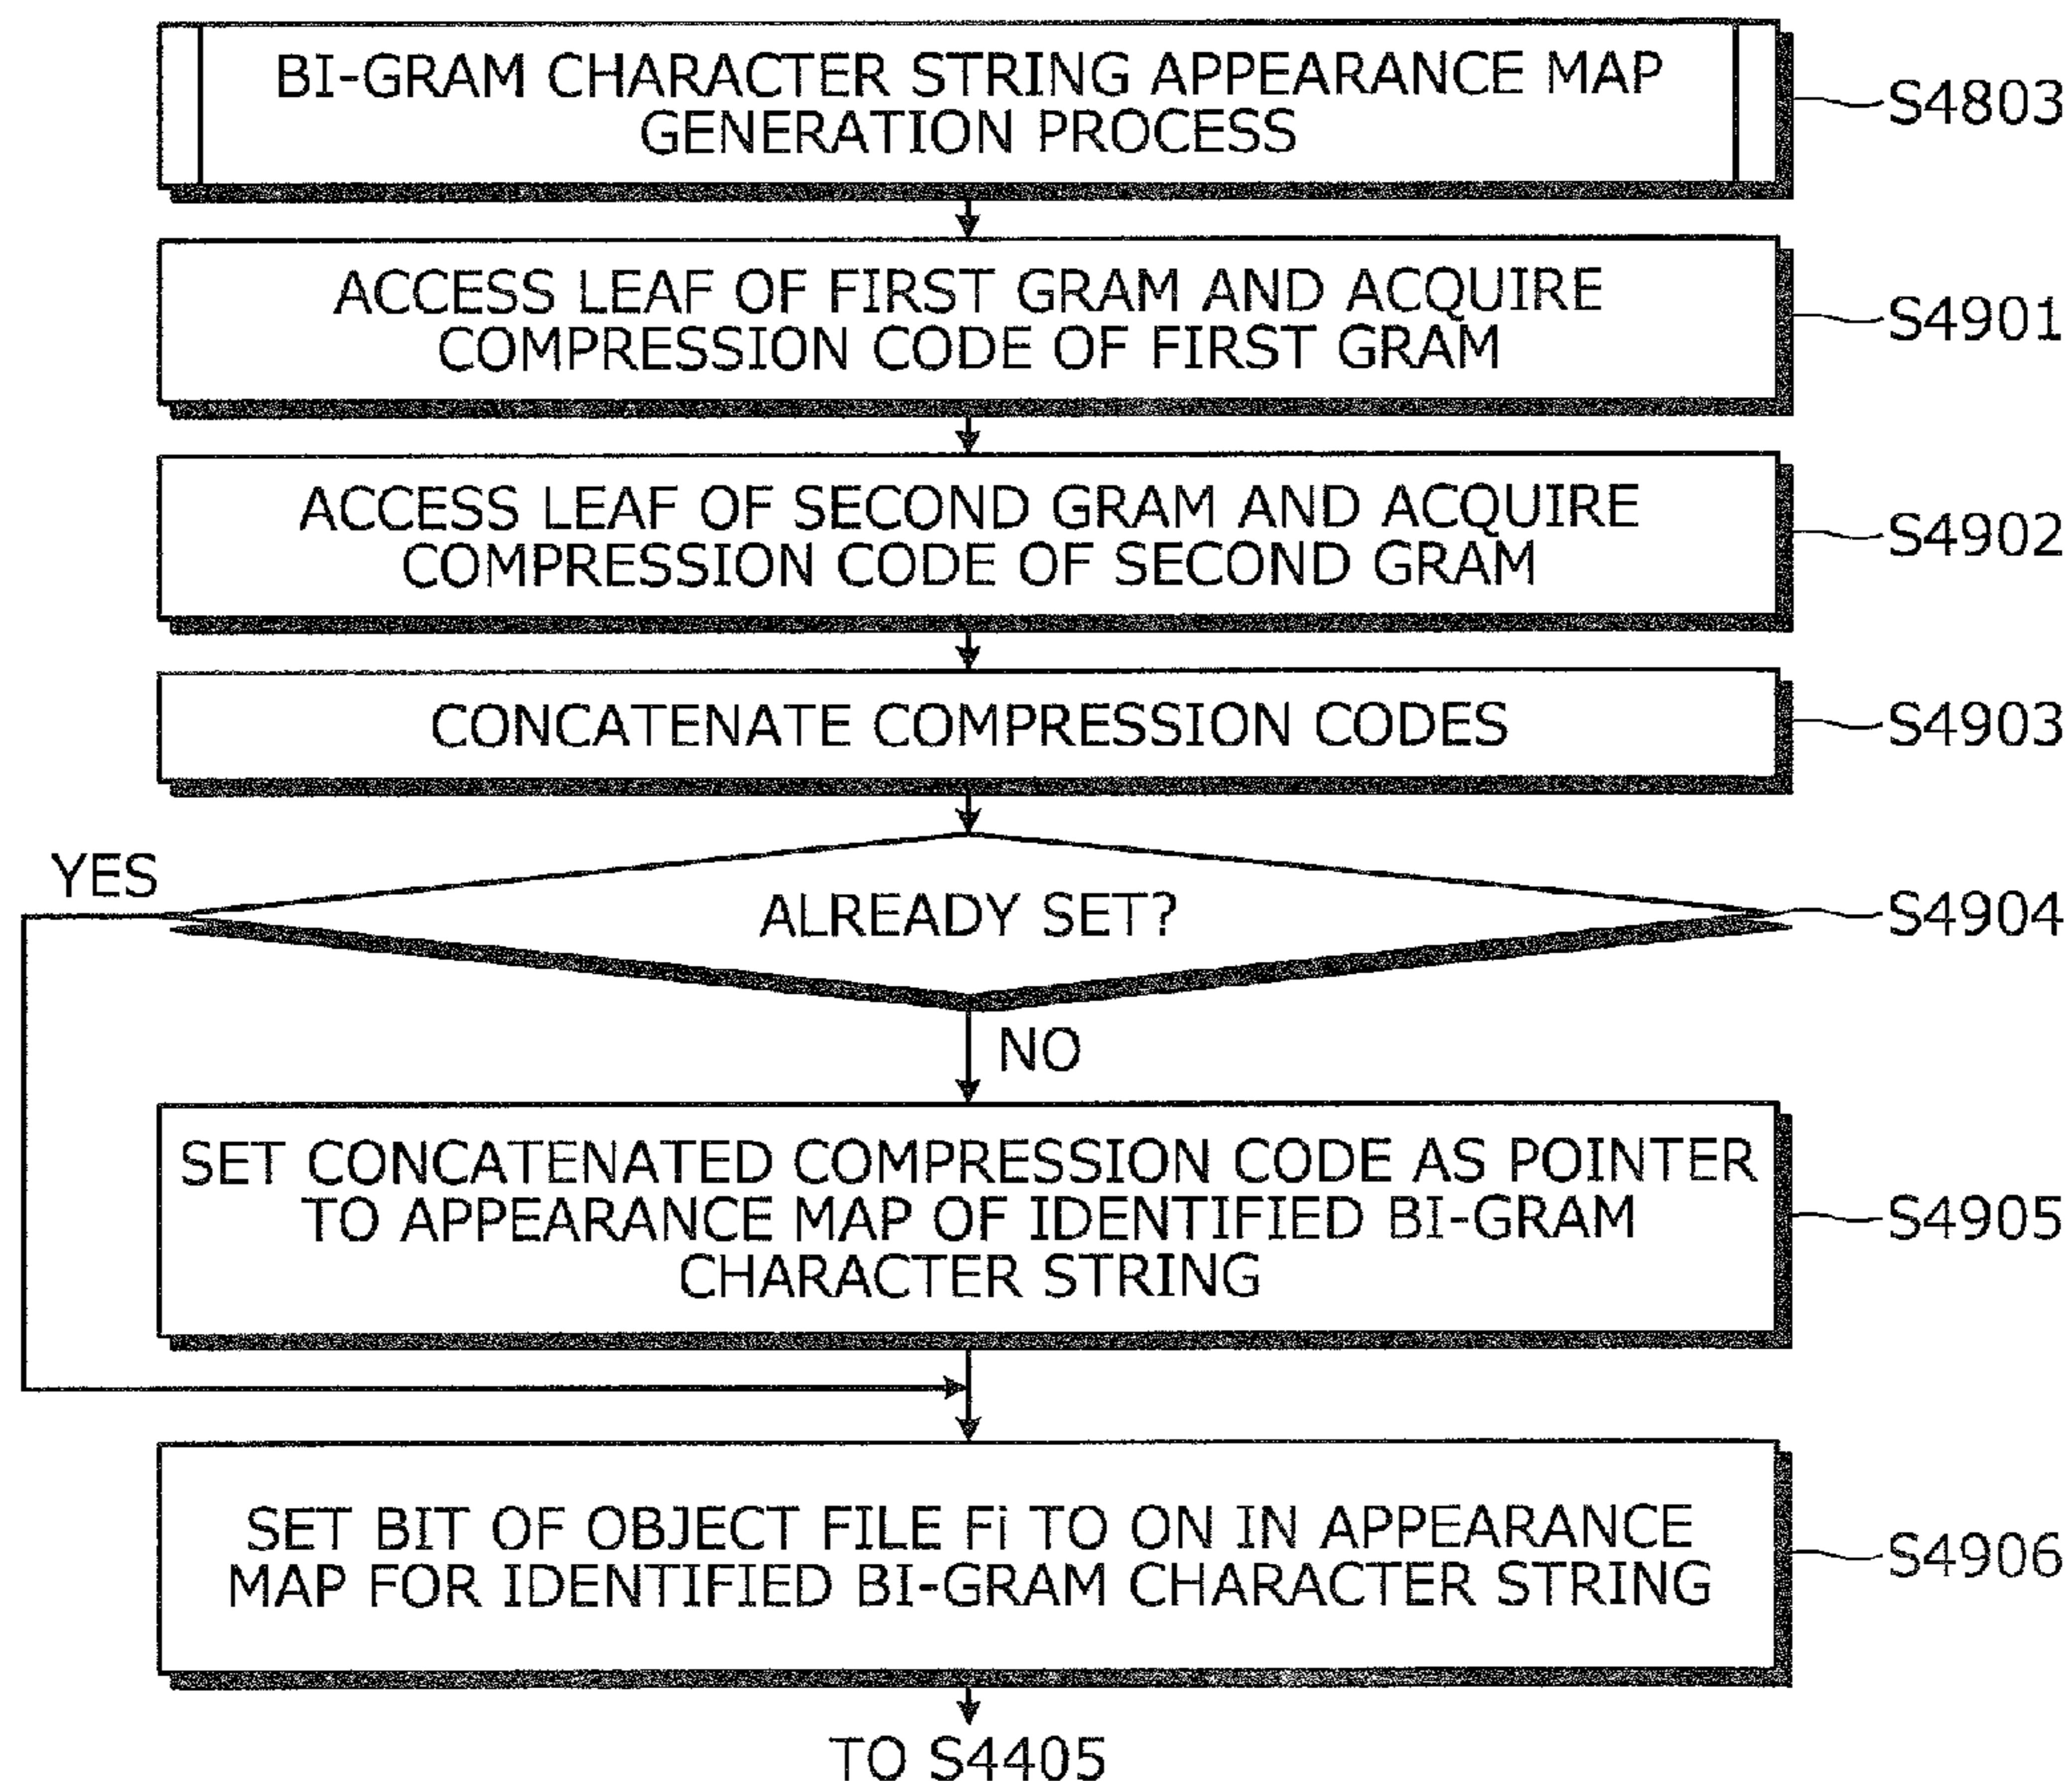 BI-GRAM CHARACTER STRING APPEARANCE MAP
GENERATION PROCESS
S4803
ACCESS LEAF OF FIRST GRAM AND ACQUIRE
COMPRESSION CODE OF FIRST GRAM
S4901
ACCESS LEAF OF SECOND GRAM AND ACQUIRE
COMPRESSION CODE OF SECOND GRAM
S4902
CONCATENATE COMPRESSION CODES
S4903
YES
ALREADY SET?
S4904
NO
SET CONCATENATED COMPRESSION CODE AS POINTER
TO APPEARANCE MAP OF IDENTIFIED BI-GRAM
CHARACTER STRING
S4905
SET BIT OF OBJECT FILE Fi TO ON IN APPEARANCE
MAP FOR IDENTIFIED BI-GRAM CHARACTER STRING
S4906
TO S4405